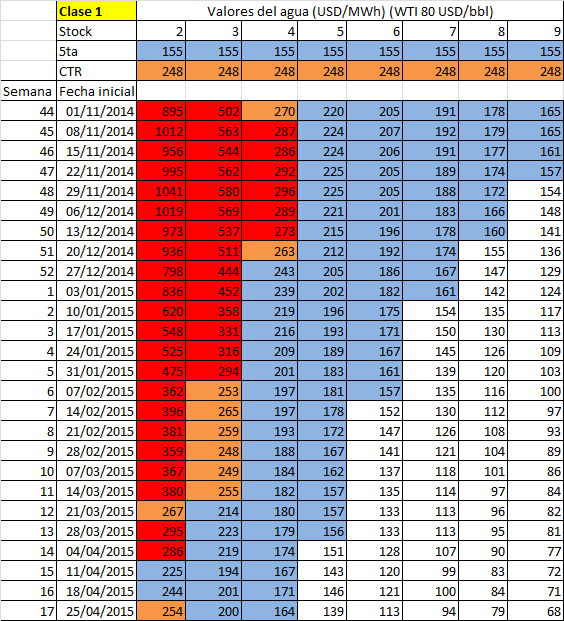 Clase 1 Valores del agua (USD/MWh) (WTI 80 USD/bbl)
Stock 2 3 4 5 6 7 8 9
5ta 155 155 155 155 155 155 155 155
CTR 248 248 248 248 248 248 248 248
Semana Fecha inicial
44 01/11/2014 895 502 270 220 205 191 178 165
45 08/11/2014 1012 563 287 224 207 192 179 165
46 15/11/2014 956 544 286 224 206 191 177 161
47 22/11/2014 995 562 292 225 205 189 174 157
48 29/11/2014 1041 580 296 225 205 188 172 154
49 06/12/2014 1019 569 289 221 201 183 166 148
50 13/12/2014 973 537 273 215 196 178 160 141
51 20/12/2014 936 511 263 212 192 174 155 136
52 27/12/2014 798 444 243 205 186 167 147 129
1 03/01/2015 836 452 239 202 182 161 142 124
2 10/01/2015 620 358 219 196 175 154 135 117
3 17/01/2015 548 331 216 193 171 150 130 113
4 24/01/2015 525 316 209 189 167 145 126 109
5 31/01/2015 475 294 201 183 161 139 120 103
6 07/02/2015 362 253 197 181 157 135 116 100
7 14/02/2015 396 265 197 178 152 130 112 97
8 21/02/2015 381 259 193 172 147 126 108 93
9 28/02/2015 359 248 188 167 141 121 104 89
10 07/03/2015 367 249 184 162 137 118 101 86
11 14/03/2015 380 255 182 157 135 114 97 84
12 21/03/2015 267 214 180 157 133 113 96 82
13 28/03/2015 295 223 179 156 133 113 95 81
14 04/04/2015 286 219 174 151 128 107 90 77
15 11/04/2015 225 194 167 143 120 99 83 72
16 18/04/2015 244 201 171 146 121 100 84 71
17 25/04/2015 254 200 164 139 113 94 79 68